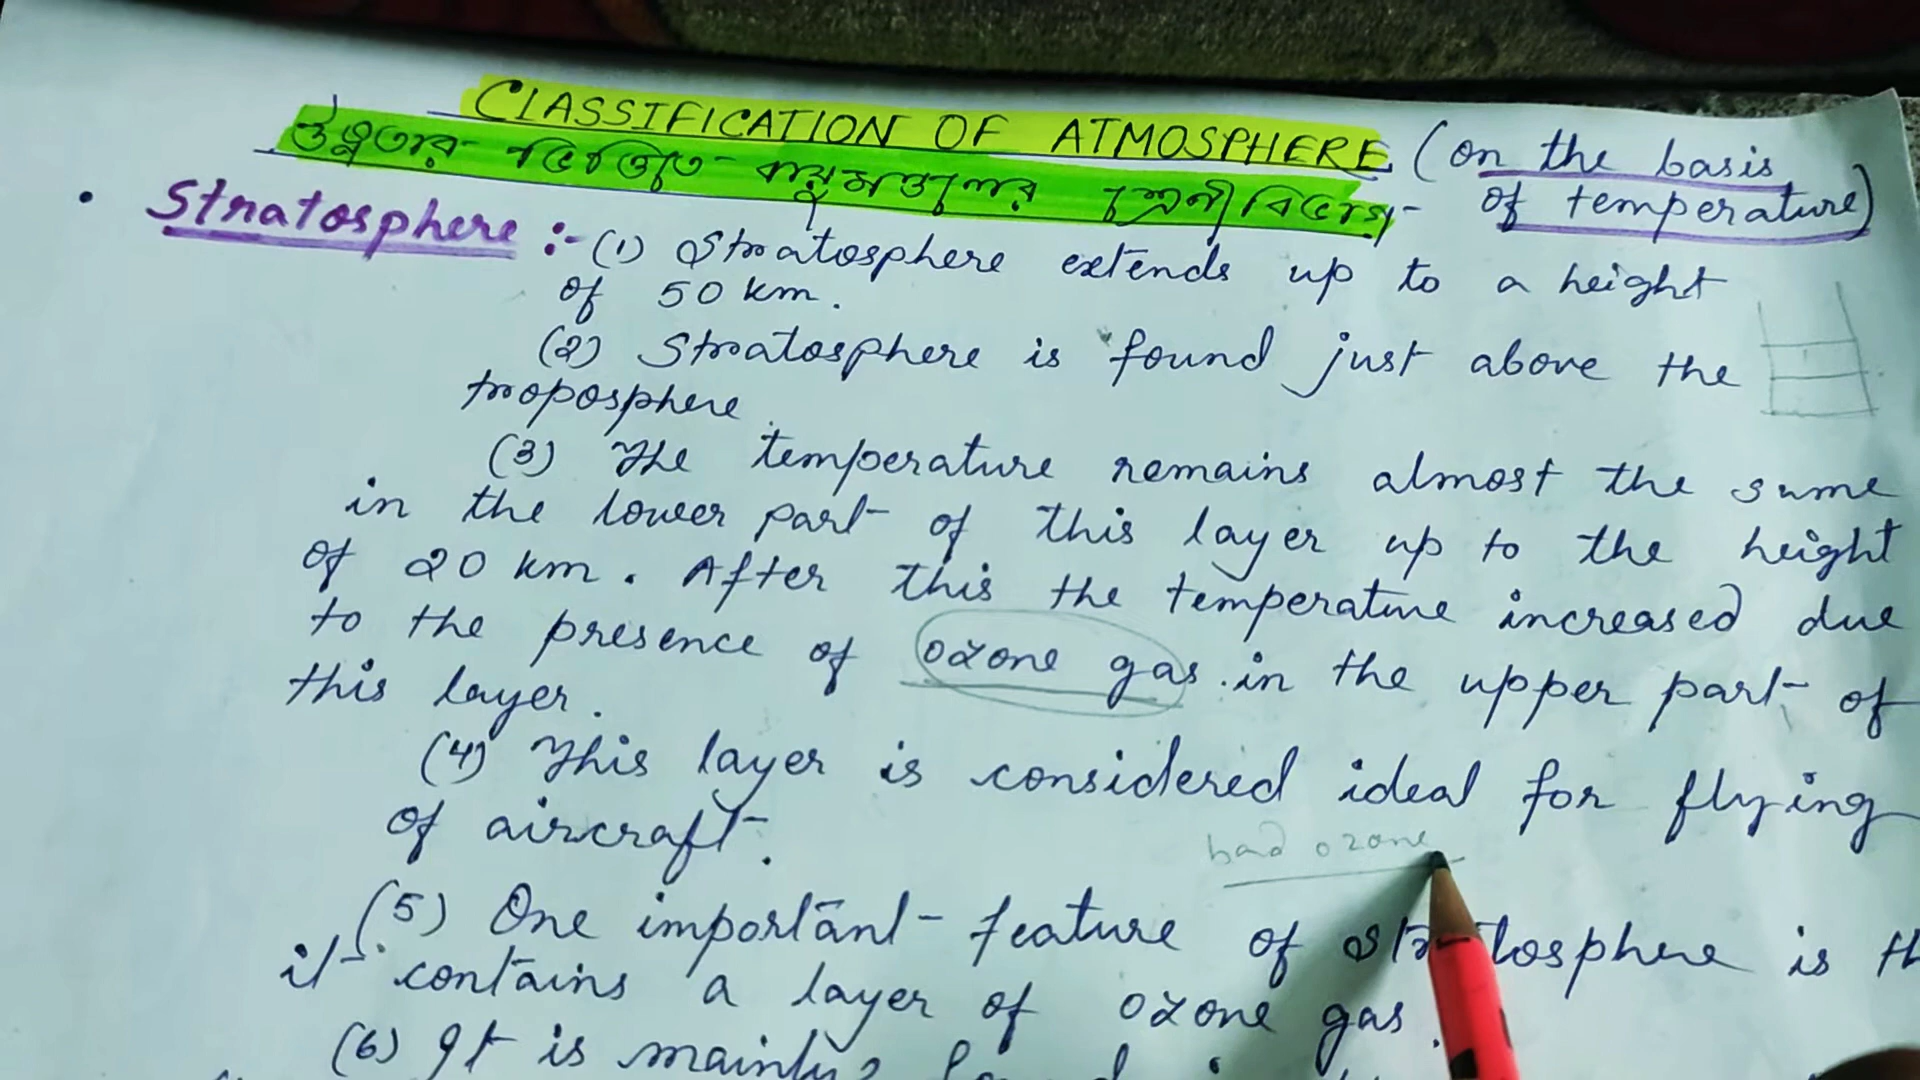 CLASSIFICATION OF ATMOSPHERE (on the basis
of temperature)
উষ্ণতার ভিত্তিতে বায়ুমণ্ডলের শ্রেণীবিভাগ
• Stratosphere :- (1) Stratosphere extends up to a height
of 50 km.
(2) Stratosphere is found just above the
troposphere.
(3) The temperature remains almost the same
in the lower part of this layer up to the height
of 20 km. After this the temperature increased due
to the presence of ozone gas in the upper part of
this layer.
(4) This layer is considered ideal for flying
of aircraft.
bad ozone
(5) One important feature of stratosphere is th
it contains a layer of ozone gas.
(6) It is mainly